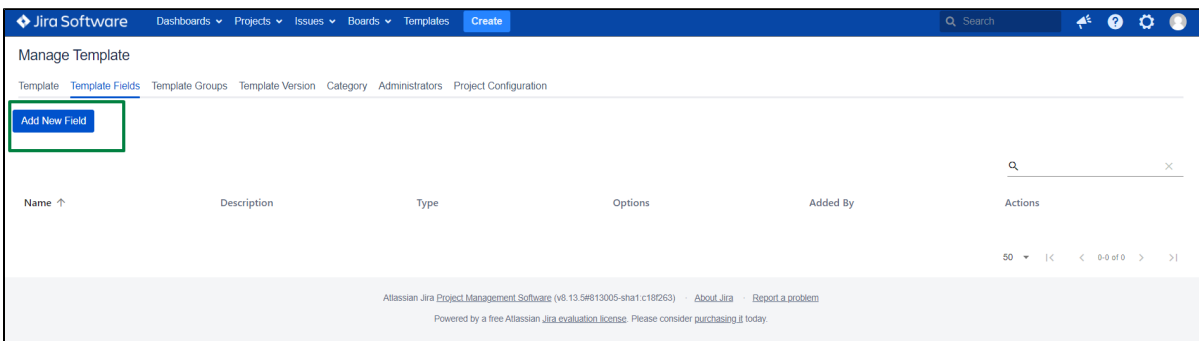 Jira Software Dashboards Projects Issues Boards Templates Create Search
Manage Template
Template Template Fields Template Groups Template Version Category Administrators Project Configuration
Add New Field
Name Description Type Options Added By Actions
50 0-0 of 0
Atlassian Jira Project Management Software (v8.13.5#813005-sha1:c18f263) · About Jira · Report a problem
Powered by a free Atlassian Jira evaluation license. Please consider purchasing it today.